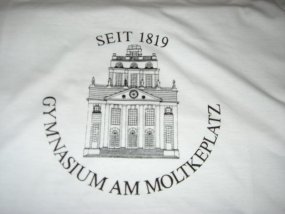 SEIT 1819
GYMNASIUM AM MOLTKEPLATZ